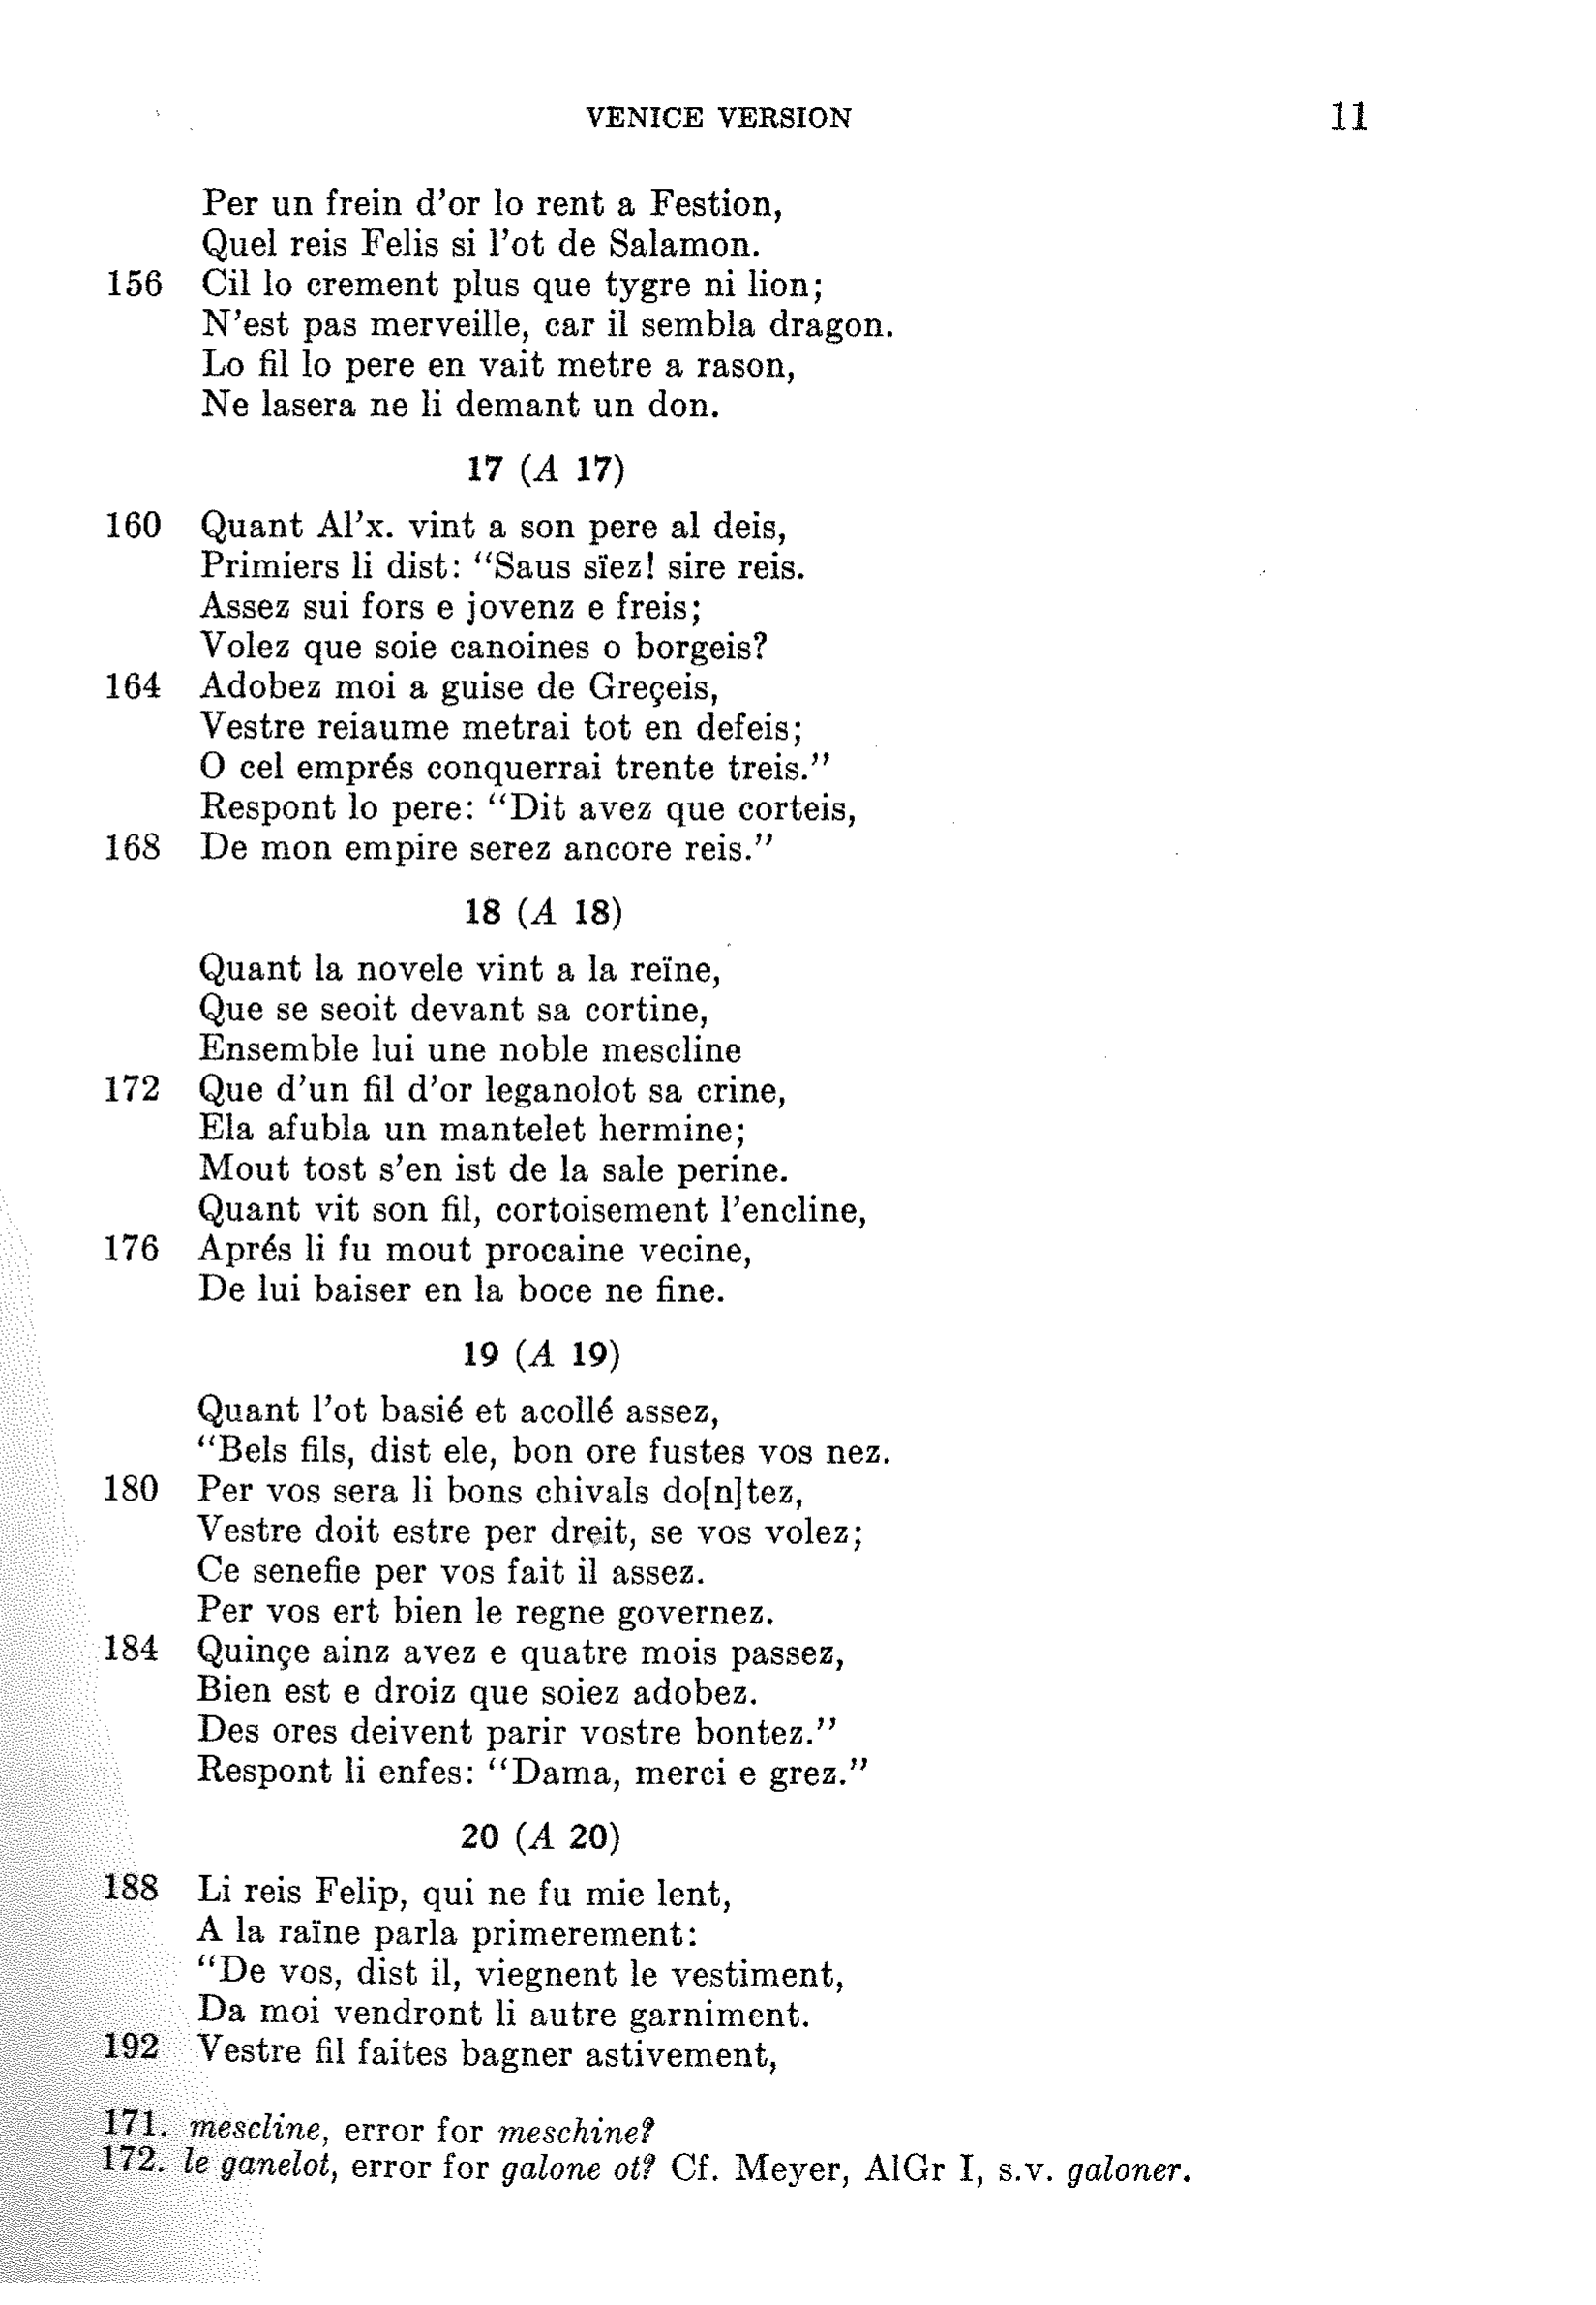 VENICE VERSION 11
Per un frein d'or lo rent a Festion,
Quel reis Felis si l'ot de Salamon.
156 Cil lo crement plus que tygre ni lion;
N'est pas merveille, car il sembla dragon.
Lo fil lo pere en vait metre a rason,
Ne lasera ne li demant un don.
17 (A 17)
160 Quant Al'x. vint a son pere al deis,
Primiers li dist: “Saus sïez! sire reis.
Assez sui fors e jovenz e freis;
Volez que soie canoines o borgeis?
164 Adobez moi a guise de Greçeis,
Vestre reiaume metrai tot en defeis;
O cel emprés conquerrai trente treis.”
Respont lo pere: “Dit avez que corteis,
168 De mon empire serez ancore reis.”
18 (A 18)
Quant la novele vint a la reïne,
Que se seoit devant sa cortine,
Ensemble lui une noble mescline
172 Que d'un fil d'or leganolot sa crine,
Ela afubla un mantelet hermine;
Mout tost s'en ist de la sale perine.
Quant vit son fil, cortoisement l'encline,
176 Aprés li fu mout procaine vecine,
De lui baiser en la boce ne fine.
19 (A 19)
Quant l'ot basié et acollé assez,
“Bels fils, dist ele, bon ore fustes vos nez.
180 Per vos sera li bons chivals do[n]tez,
Vestre doit estre per dreit, se vos volez;
Ce senefie per vos fait il assez.
Per vos ert bien le regne governez.
184 Quinçe ainz avez e quatre mois passez,
Bien est e droiz que soiez adobez.
Des ores deivent parir vostre bontez.”
Respont li enfes: “Dama, merci e grez.”
20 (A 20)
188 Li reis Felip, qui ne fu mie lent,
A la raïne parla primerement:
“De vos, dist il, viegnent le vestiment,
Da moi vendront li autre garniment.
192 Vestre fil faites bagner astivement,
171. mescline, error for meschine?
172. le ganelot, error for galone ot? Cf. Meyer, AlGr I, s.v. galoner.